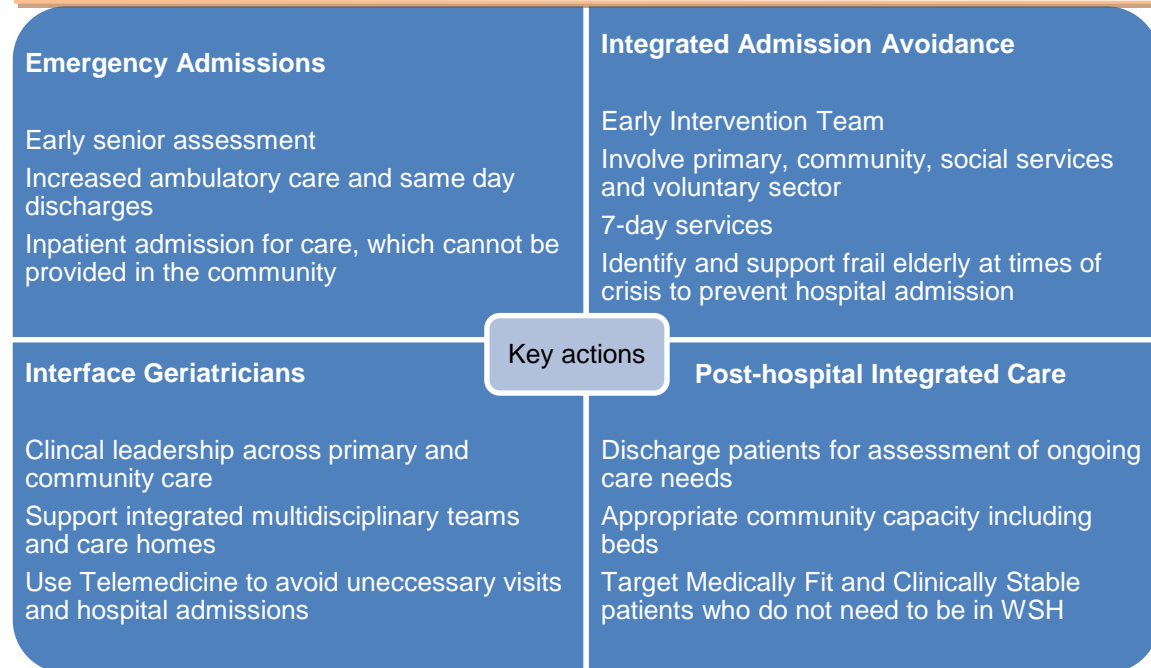 Emergency Admissions
Early senior assessment
Increased ambulatory care and same day
discharges
Inpatient admission for care, which cannot be
provided in the community
Integrated Admission Avoidance
Early Intervention Team
Involve primary, community, social services
and voluntary sector
7-day services
Identify and support frail elderly at times of
crisis to prevent hospital admission
Key actions
Interface Geriatricians
Clincal leadership across primary and
community care
Support integrated multidisciplinary teams
and care homes
Use Telemedicine to avoid uneccessary visits
and hospital admissions
Post-hospital Integrated Care
Discharge patients for assessment of ongoing
care needs
Appropriate community capacity including
beds
Target Medically Fit and Clinically Stable
patients who do not need to be in WSH